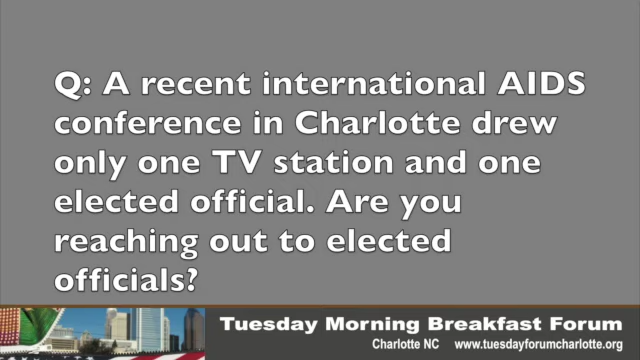 Q: A recent international AIDS
conference in Charlotte drew
only one TV station and one
elected official. Are you
reaching out to elected
officials?
Tuesday Morning Breakfast Forum
Charlotte NC www.tuesdayforumcharlotte.org